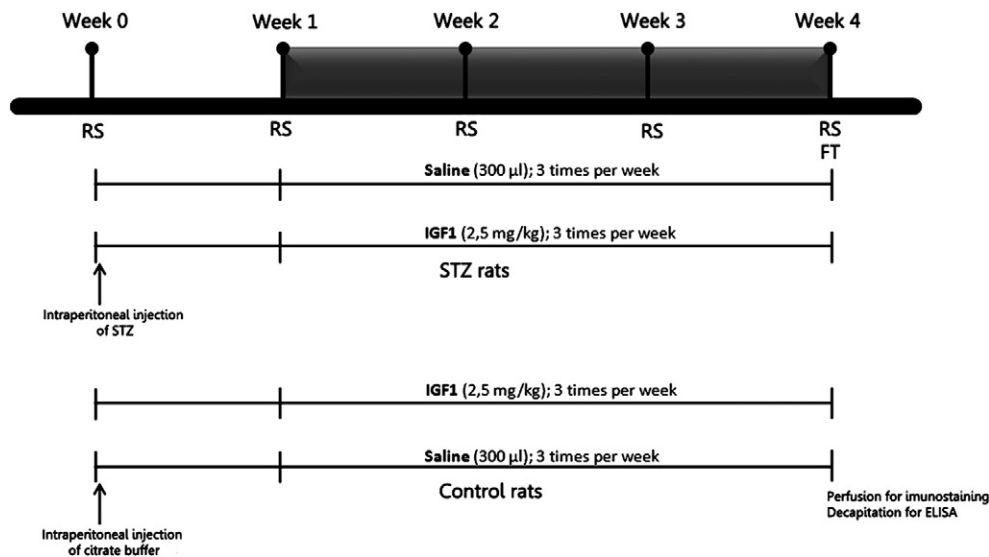 Week 0 Week 1 Week 2 Week 3 Week 4
RS RS RS RS RS
FT
Saline (300 µl); 3 times per week
IGF1 (2,5 mg/kg); 3 times per week
STZ rats
Intraperitoneal injection
of STZ
IGF1 (2,5 mg/kg); 3 times per week
Saline (300 µl); 3 times per week
Control rats
Perfusion for imunostaining
Decapitation for ELISA
Intraperitoneal injection
of citrate buffer